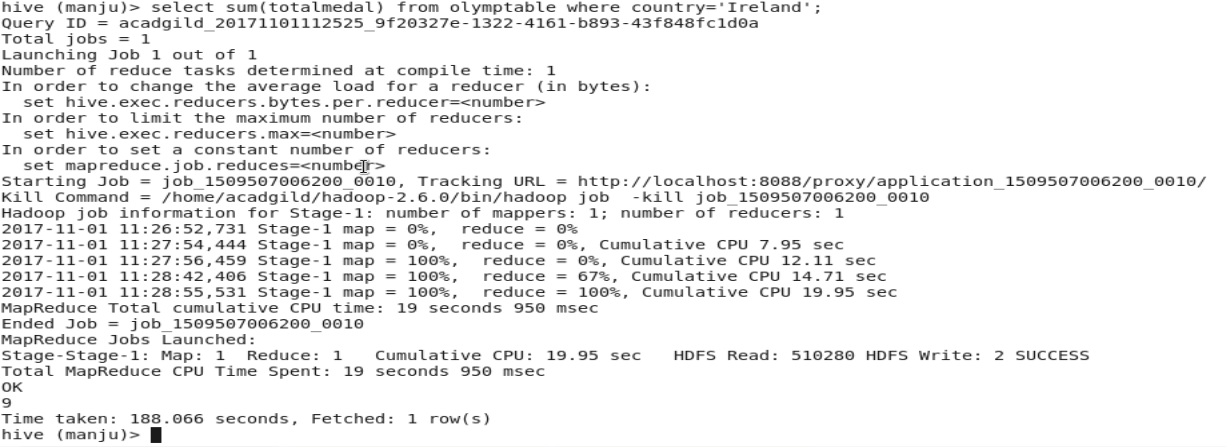 hive (manju)> select sum(totalmedal) from olymptable where country='Ireland';
Query ID = acadgild_20171101112525_9f20327e-1322-4161-b893-43f848fc1d0a
Total jobs = 1
Launching Job 1 out of 1
Number of reduce tasks determined at compile time: 1
In order to change the average load for a reducer (in bytes):
  set hive.exec.reducers.bytes.per.reducer=<number>
In order to limit the maximum number of reducers:
  set hive.exec.reducers.max=<number>
In order to set a constant number of reducers:
  set mapreduce.job.reduces=<number>
Starting Job = job_1509507006200_0010, Tracking URL = http://localhost:8088/proxy/application_1509507006200_0010/
Kill Command = /home/acadgild/hadoop-2.6.0/bin/hadoop job  -kill job_1509507006200_0010
Hadoop job information for Stage-1: number of mappers: 1; number of reducers: 1
2017-11-01 11:26:52,731 Stage-1 map = 0%,  reduce = 0%
2017-11-01 11:27:54,444 Stage-1 map = 0%,  reduce = 0%, Cumulative CPU 7.95 sec
2017-11-01 11:27:56,459 Stage-1 map = 100%,  reduce = 0%, Cumulative CPU 12.11 sec
2017-11-01 11:28:42,406 Stage-1 map = 100%,  reduce = 67%, Cumulative CPU 14.71 sec
2017-11-01 11:28:55,531 Stage-1 map = 100%,  reduce = 100%, Cumulative CPU 19.95 sec
MapReduce Total cumulative CPU time: 19 seconds 950 msec
Ended Job = job_1509507006200_0010
MapReduce Jobs Launched:
Stage-Stage-1: Map: 1  Reduce: 1   Cumulative CPU: 19.95 sec   HDFS Read: 510280 HDFS Write: 2 SUCCESS
Total MapReduce CPU Time Spent: 19 seconds 950 msec
OK
9
Time taken: 188.066 seconds, Fetched: 1 row(s)
hive (manju)>